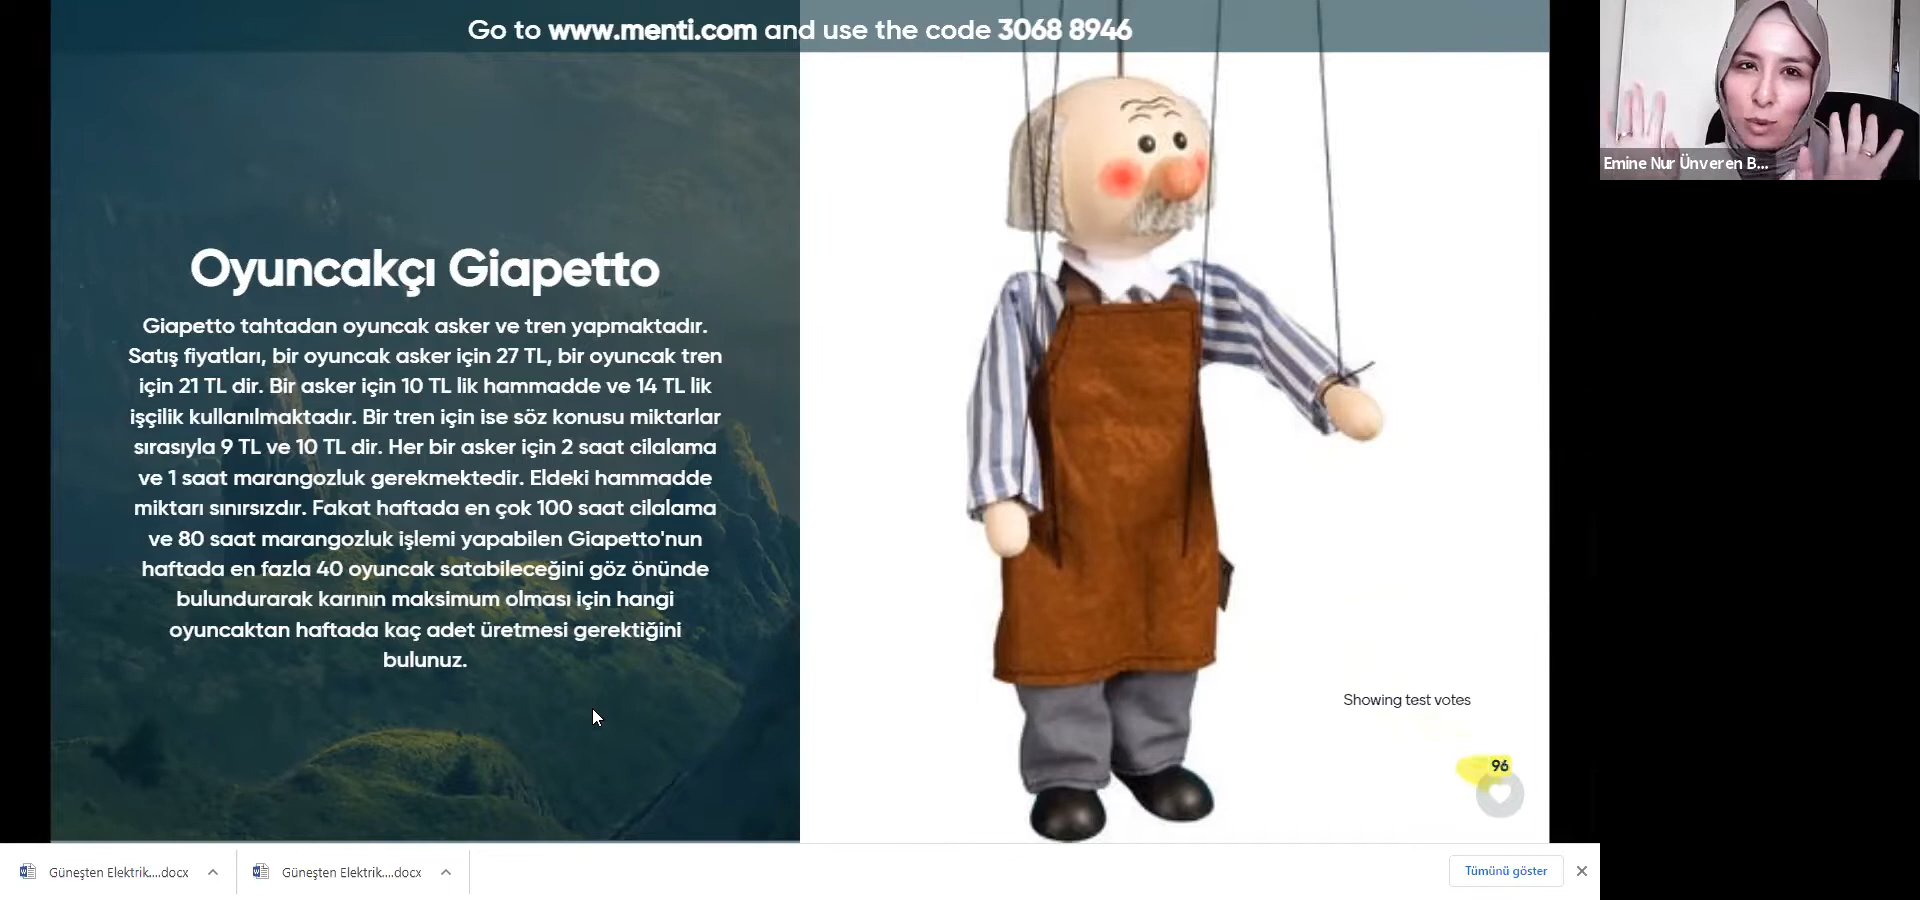 Go to www.menti.com and use the code 3068 8946
Oyuncakçı Giapetto
Giapetto tahtadan oyuncak asker ve tren yapmaktadır.
Satış fiyatları, bir oyuncak asker için 27 TL, bir oyuncak tren
için 21 TL dir. Bir asker için 10 TL lik hammadde ve 14 TL lik
işçilik kullanılmaktadır. Bir tren için ise söz konusu miktarlar
sırasıyla 9 TL ve 10 TL dir. Her bir asker için 2 saat cilalama
ve 1 saat marangozluk gerekmektedir. Eldeki hammadde
miktarı sınırsızdır. Fakat haftada en çok 100 saat cilalama
ve 80 saat marangozluk işlemi yapabilen Giapetto'nun
haftada en fazla 40 oyuncak satabileceğini göz önünde
bulundurarak karının maksimum olması için hangi
oyuncaktan haftada kaç adet üretmesi gerektiğini
bulunuz.
Showing test votes
96
Emine Nur Ünveren B...
Güneşten Elektrik....docx
Güneşten Elektrik....docx
Tümünü göster